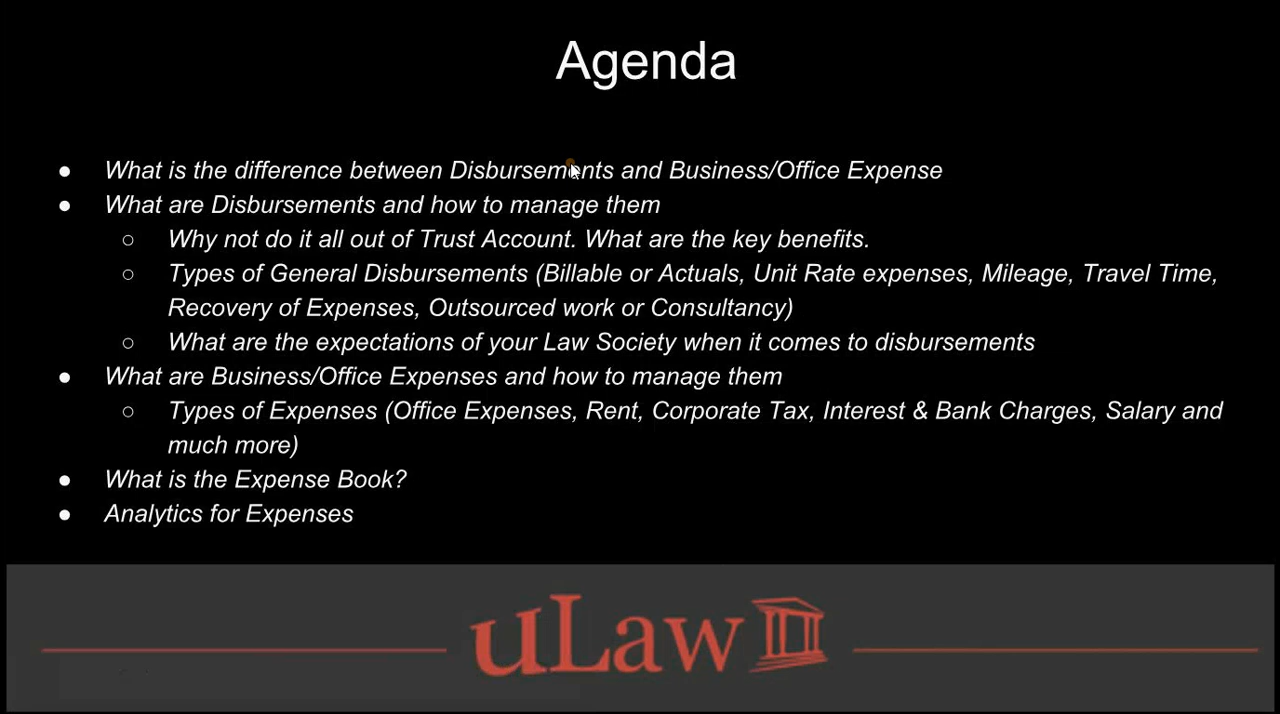 Agenda
● What is the difference between Disbursements and Business/Office Expense
● What are Disbursements and how to manage them
○ Why not do it all out of Trust Account. What are the key benefits.
○ Types of General Disbursements (Billable or Actuals, Unit Rate expenses, Mileage, Travel Time,
Recovery of Expenses, Outsourced work or Consultancy)
○ What are the expectations of your Law Society when it comes to disbursements
● What are Business/Office Expenses and how to manage them
○ Types of Expenses (Office Expenses, Rent, Corporate Tax, Interest & Bank Charges, Salary and
much more)
● What is the Expense Book?
● Analytics for Expenses
uLaw